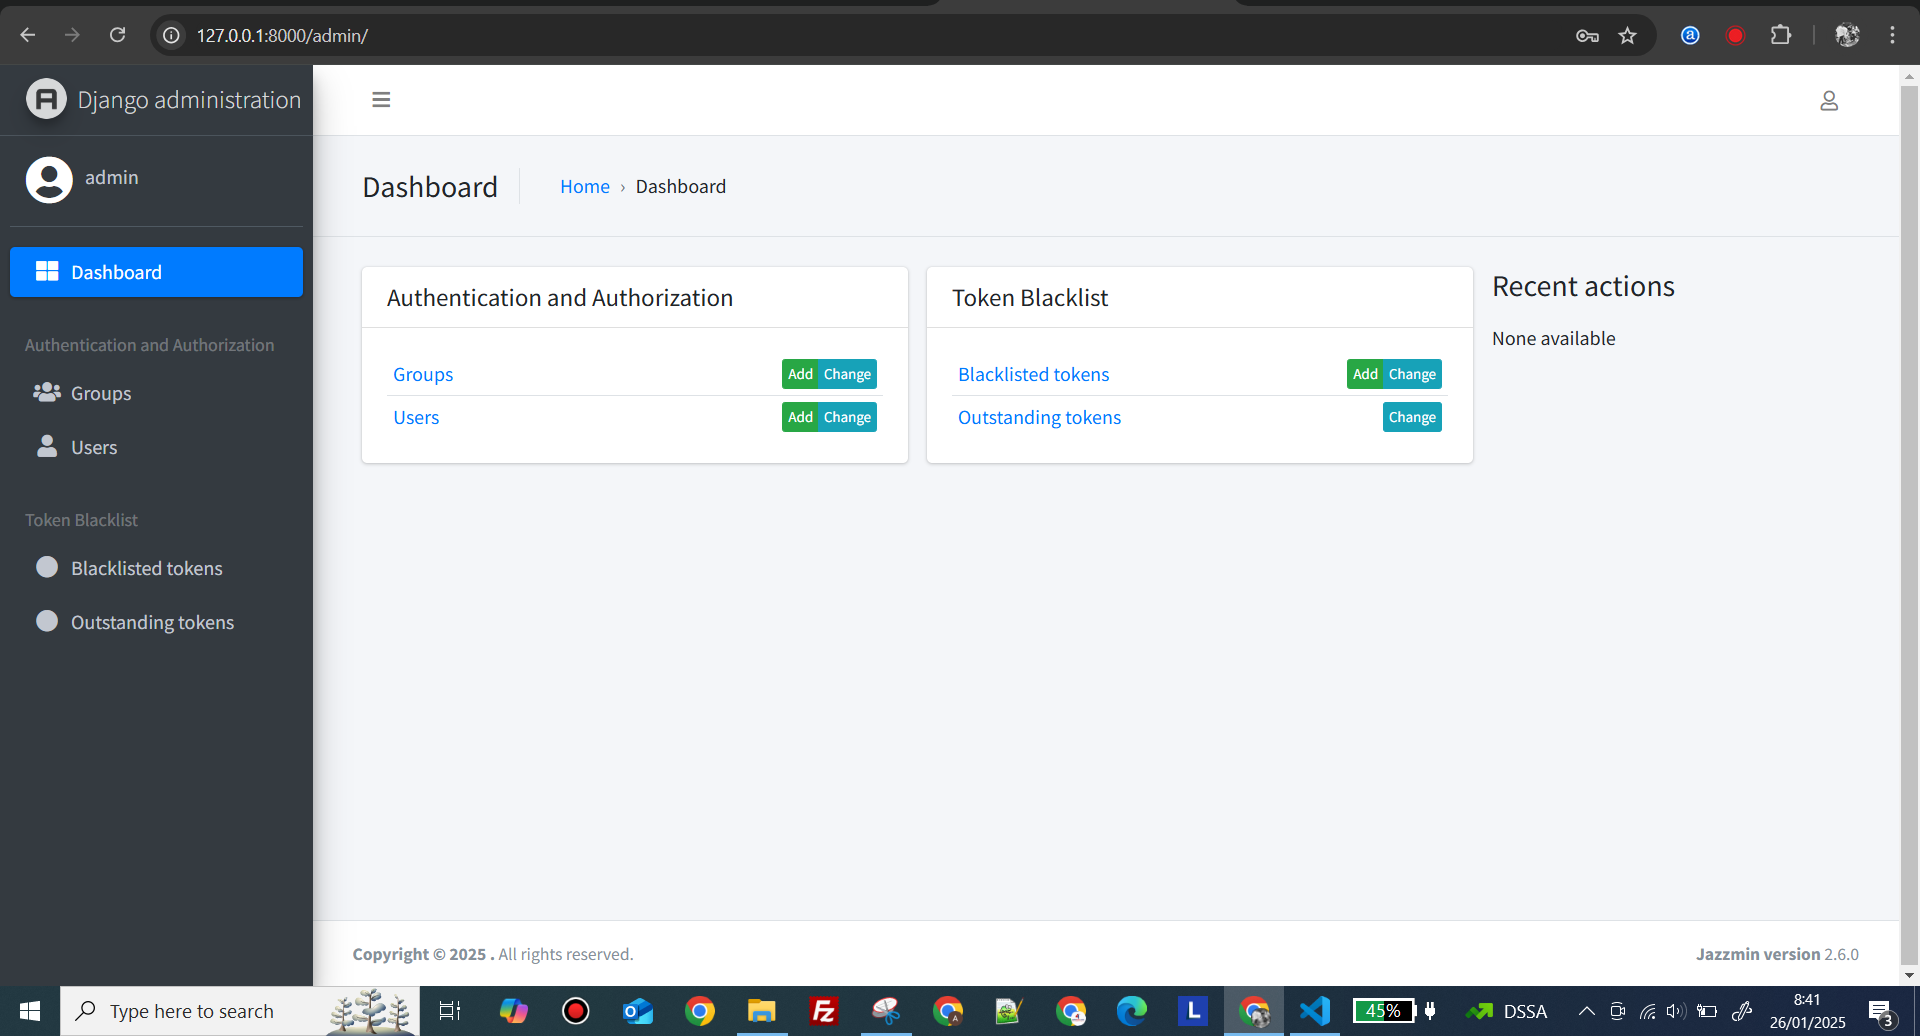 127.0.0.1:8000/admin/
Django administration
admin
Dashboard
Authentication and Authorization
Groups
Users
Token Blacklist
Blacklisted tokens
Outstanding tokens
Dashboard
Home › Dashboard
Authentication and Authorization
Groups Add Change
Users Add Change
Token Blacklist
Blacklisted tokens Add Change
Outstanding tokens Change
Recent actions
None available
Copyright © 2025 . All rights reserved.
Jazzmin version 2.6.0
Type here to search
45%
DSSA
8:41
26/01/2025
3